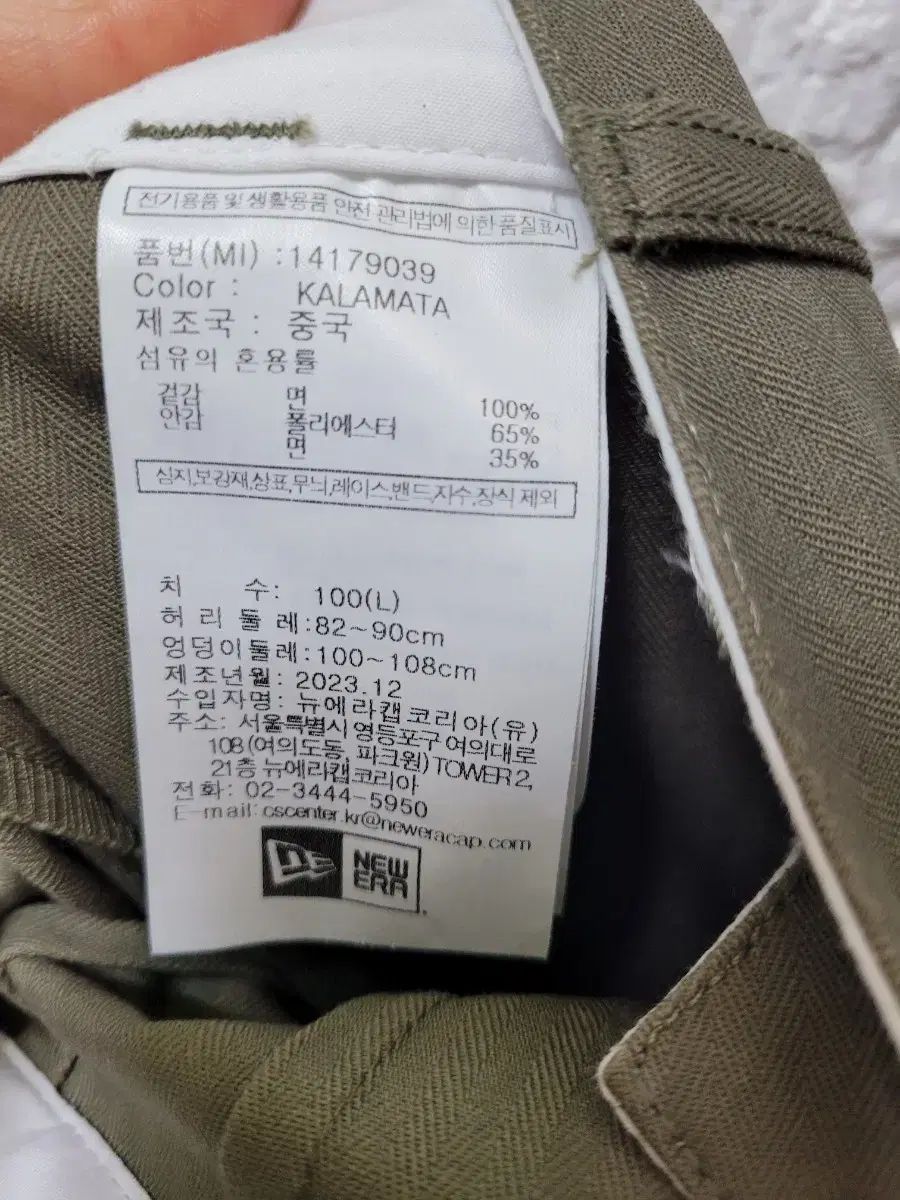 전기용품 및 생활용품 안전 관리법에 의한 품질표시
품번(MI) : 14179039
Color : KALAMATA
제조국 : 중국
섬유의 혼용률
겉감 면 100%
안감 폴리에스터 65%
면 35%
심지,보강재,상표,무늬,레이스,밴드,자수,장식 제외
치 수: 100(L)
허리둘레:82~90cm
엉덩이둘레:100~108cm
제조년월: 2023.12
수입자명: 뉴에라캡코리아(유)
주소: 서울특별시 영등포구 여의대로
108 (여의도동, 파크원) TOWER 2,
21층 뉴에라캡코리아
전화: 02-3444-5950
E-mail: cscenter.kr@neweracap.com
NEW
ERA